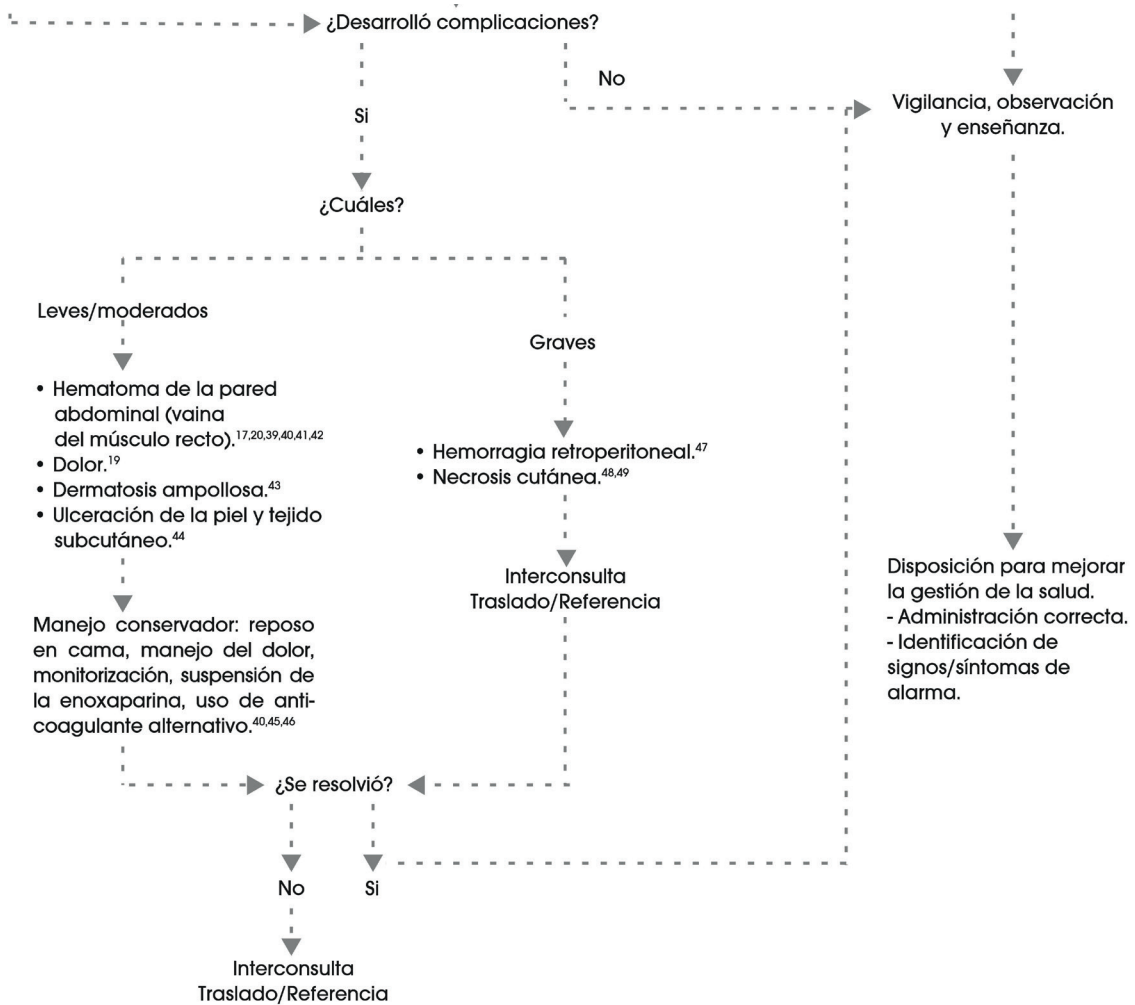 ¿Desarrolló complicaciones?
No
Si
Vigilancia, observación
y enseñanza.
¿Cuáles?
Leves/moderados
Graves
• Hematoma de la pared
abdominal (vaina
del músculo recto).17,20,39,40,41,42
• Dolor.19
• Dermatosis ampollosa.43
• Ulceración de la piel y tejido
subcutáneo.44
• Hemorragia retroperitoneal.47
• Necrosis cutánea.48,49
Interconsulta
Traslado/Referencia
Disposición para mejorar
la gestión de la salud.
- Administración correcta.
- Identificación de
signos/síntomas de
alarma.
Manejo conservador: reposo
en cama, manejo del dolor,
monitorización, suspensión de
la enoxaparina, uso de anti-
coagulante alternativo.40,45,46
¿Se resolvió?
No
Si
Interconsulta
Traslado/Referencia